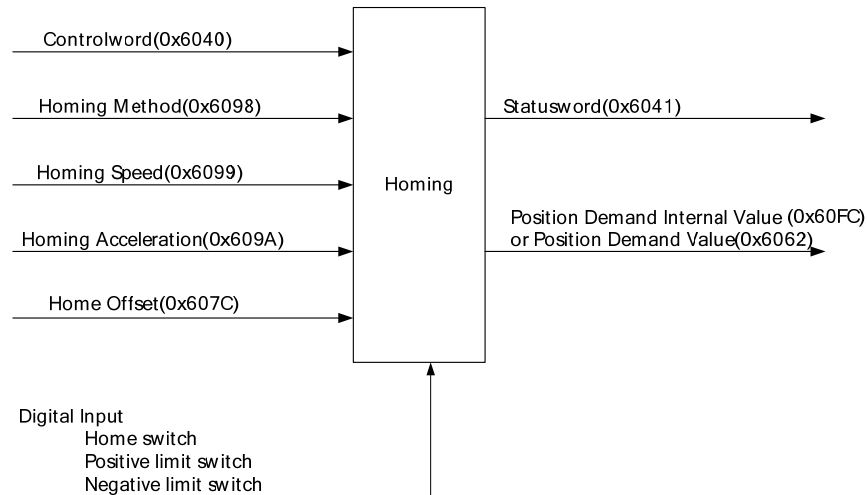 Controlword(0x6040)
Homing Method(0x6098)
Homing Speed(0x6099)
Homing Acceleration(0x609A)
Home Offset(0x607C)
Homing
Statusword(0x6041)
Position Demand Internal Value (0x60FC)
or Position Demand Value(0x6062)
Digital Input
Home switch
Positive limit switch
Negative limit switch